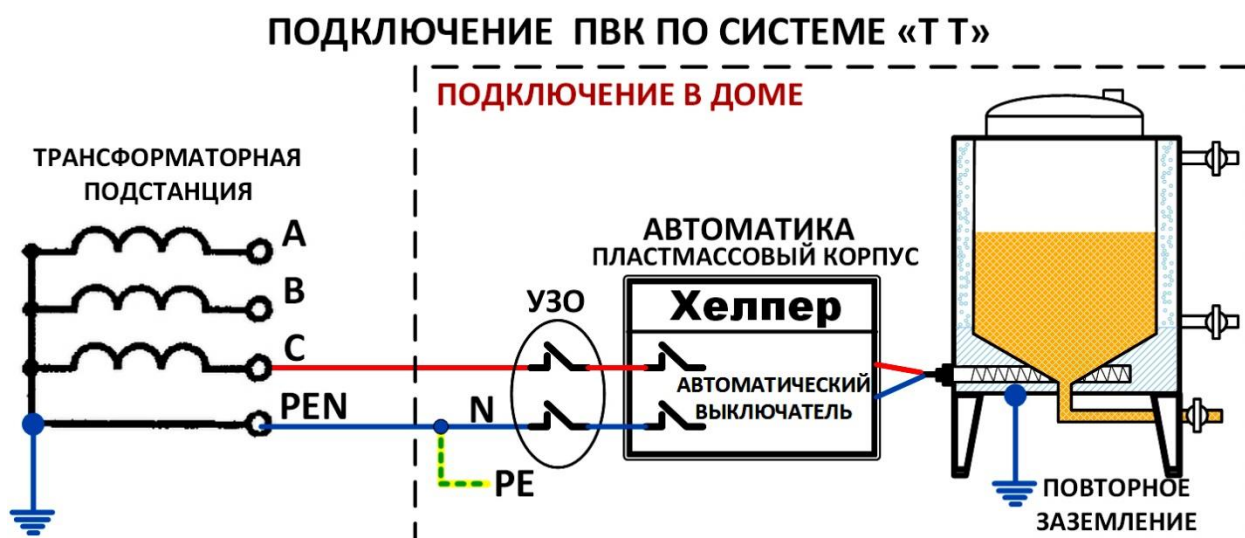 ПОДКЛЮЧЕНИЕ ПВК ПО СИСТЕМЕ «Т Т»
ПОДКЛЮЧЕНИЕ В ДОМЕ
ТРАНСФОРМАТОРНАЯ
ПОДСТАНЦИЯ
A
B
C
PEN
N
PE
УЗО
АВТОМАТИКА
ПЛАСТМАССОВЫЙ КОРПУС
Хелпер
АВТОМАТИЧЕСКИЙ
ВЫКЛЮЧАТЕЛЬ
ПОВТОРНОЕ
ЗАЗЕМЛЕНИЕ